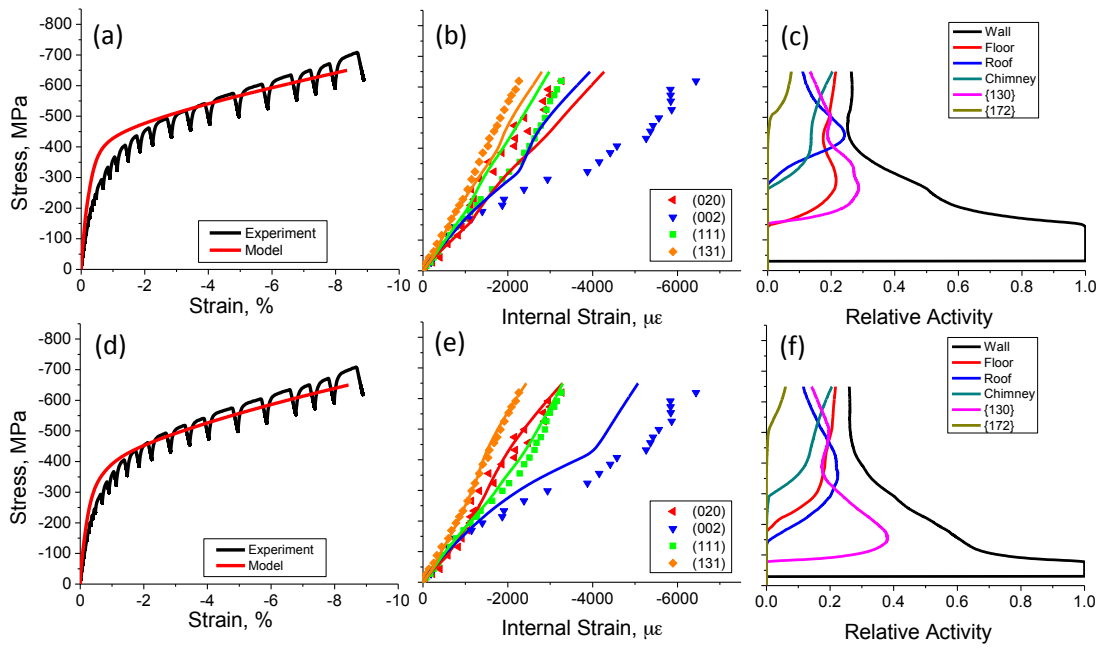 (a)
-800
-700
-600
-500
-400
-300
-200
-100
0
Stress, MPa
0
-2
-4
-6
-8
-10
Strain, %
Experiment
Model
(b)
0
-2000
-4000
-6000
Internal Strain, με
(020)
(002)
(111)
(131)
(c)
0.0
0.2
0.4
0.6
0.8
1.0
Relative Activity
Wall
Floor
Roof
Chimney
{130}
{172}
(d)
-800
-700
-600
-500
-400
-300
-200
-100
0
Stress, MPa
0
-2
-4
-6
-8
-10
Strain, %
Experiment
Model
(e)
0
-2000
-4000
-6000
Internal Strain, με
(020)
(002)
(111)
(131)
(f)
0.0
0.2
0.4
0.6
0.8
1.0
Relative Activity
Wall
Floor
Roof
Chimney
{130}
{172}